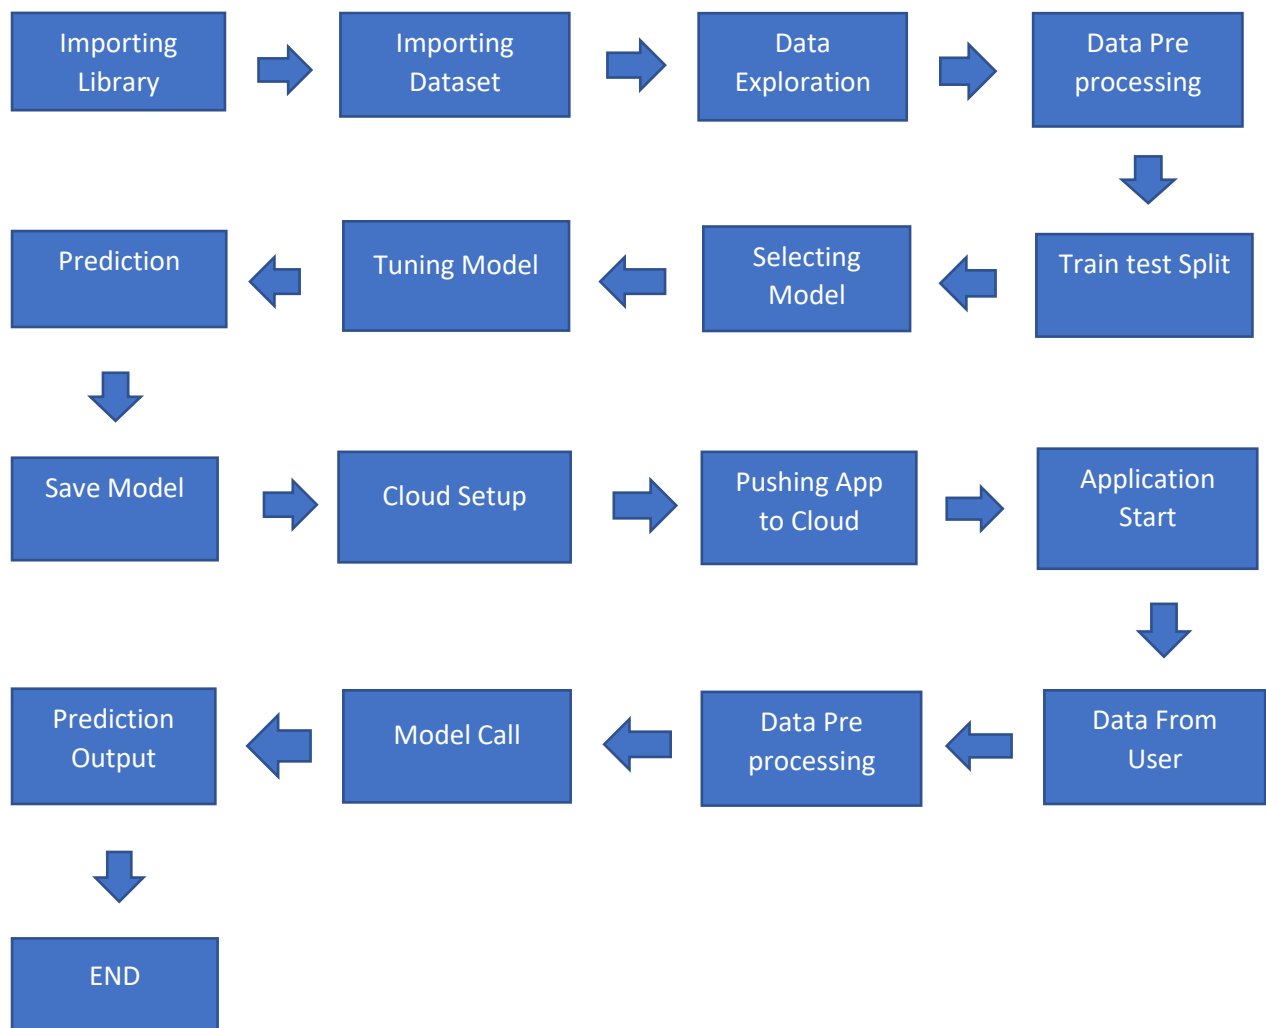 Importing
Library
Importing
Dataset
Data
Exploration
Data Pre
processing
Train test Split
Selecting
Model
Tuning Model
Prediction
Save Model
Cloud Setup
Pushing App
to Cloud
Application
Start
Data From
User
Data Pre
processing
Model Call
Prediction
Output
END